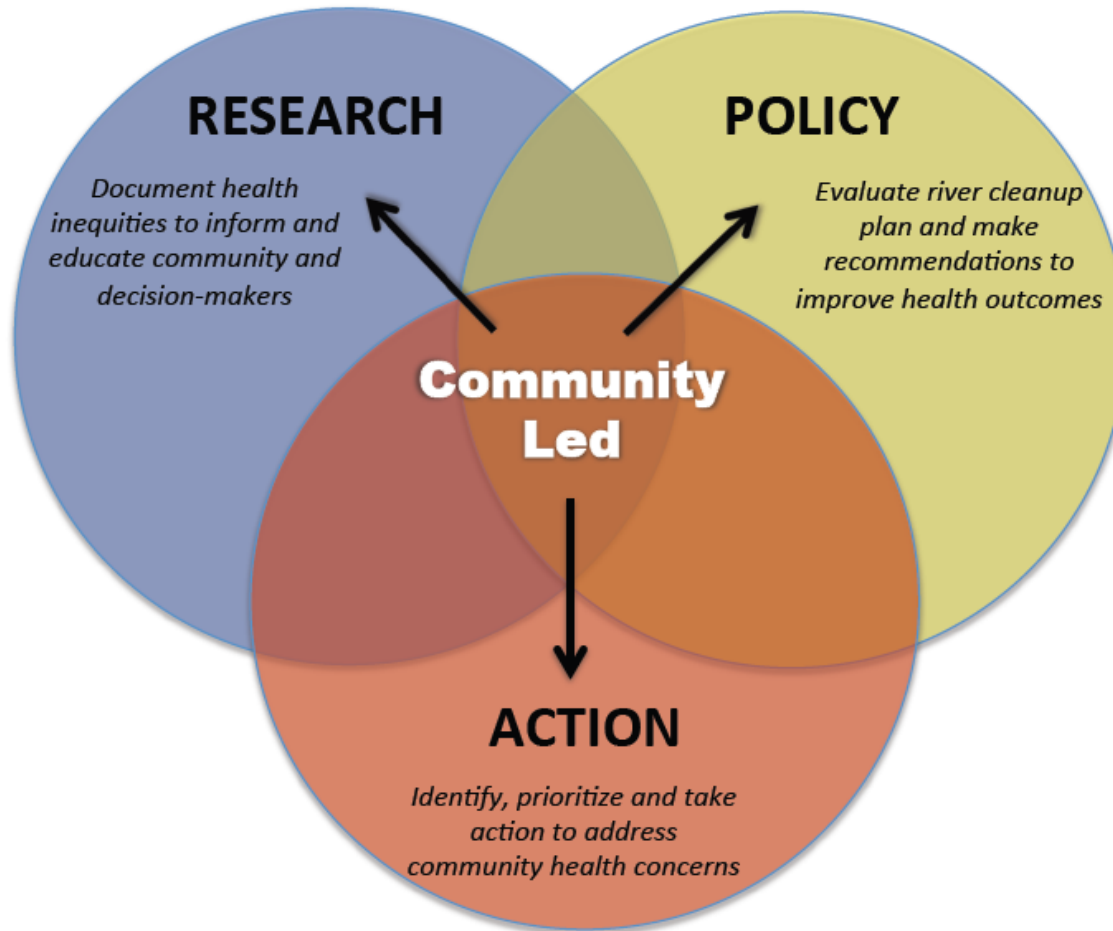 RESEARCH
Document health
inequities to inform and
educate community and
decision-makers
POLICY
Evaluate river cleanup
plan and make
recommendations to
improve health outcomes
Community
Led
ACTION
Identify, prioritize and take
action to address
community health concerns